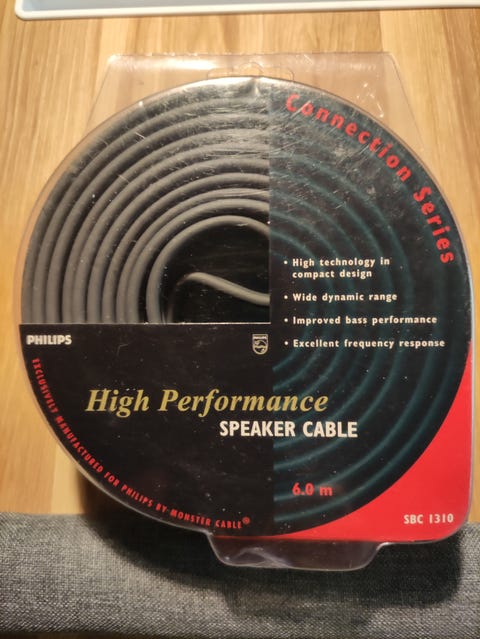 Connection Series
• High technology in
compact design
• Wide dynamic range
• Improved bass performance
• Excellent frequency response
PHILIPS
PHILIPS
High Performance
SPEAKER CABLE
EXCLUSIVELY MANUFACTURED FOR PHILIPS BY MONSTER CABLE®
6.0 m
SBC 1310